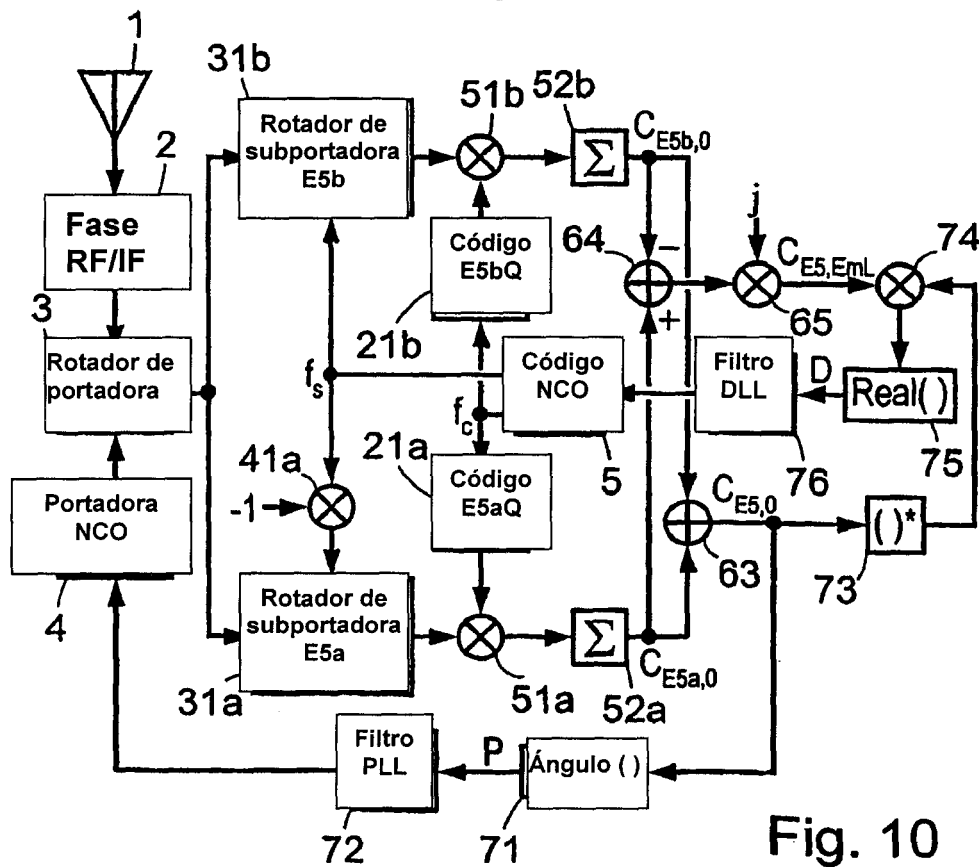 1
31b
51b
52b
2
Rotador de
subportadora
E5b
Σ
C_E5b,0
Fase
RF/IF
Código
E5bQ
64
−
j
C_E5,EmL
74
+
65
3
Rotador de
portadora
21b
f_s
Código
NCO
Filtro
DLL
D
Real( )
f_c
21a
5
76
75
41a
-1
Código
E5aQ
C_E5,0
( )*
Portadora
NCO
63
73
4
Rotador de
subportadora
E5a
Σ
C_E5a,0
31a
51a
52a
Filtro
PLL
P
Ángulo ( )
72
71
Fig. 10